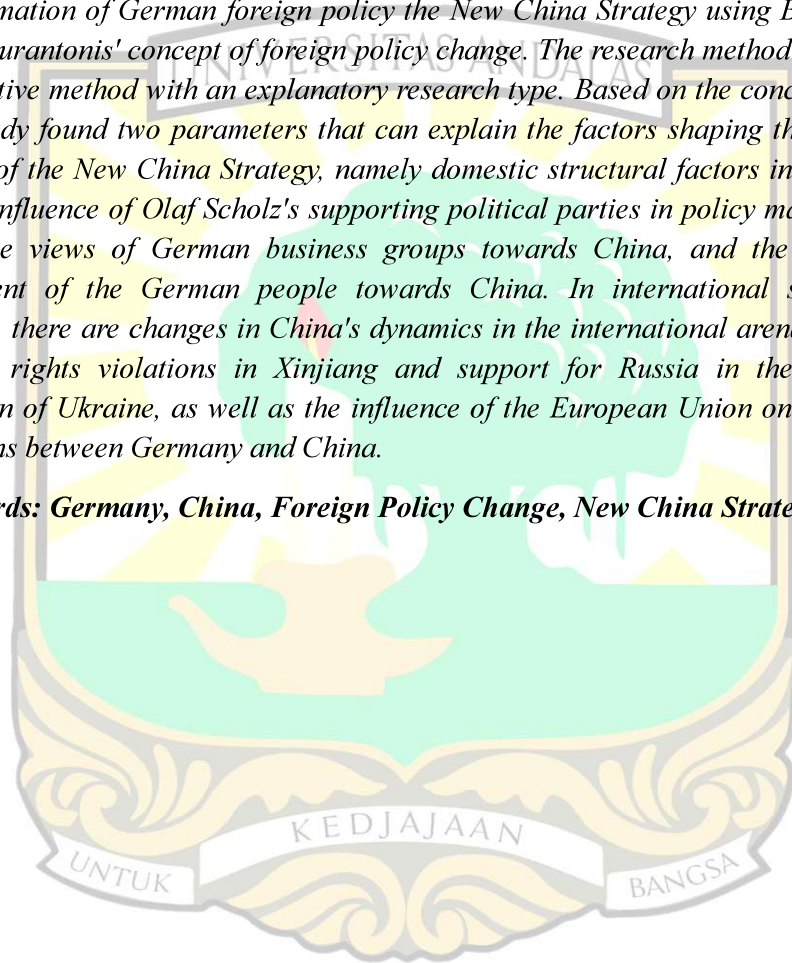 mation of German foreign policy the New China Strategy using B
urantonis' concept of foreign policy change. The research method
tive method with an explanatory research type. Based on the conc
dy found two parameters that can explain the factors shaping th
of the New China Strategy, namely domestic structural factors in
nfluence of Olaf Scholz's supporting political parties in policy ma
e views of German business groups towards China, and the
ent of the German people towards China. In international s
, there are changes in China's dynamics in the international arena
rights violations in Xinjiang and support for Russia in the
n of Ukraine, as well as the influence of the European Union on
ns between Germany and China.
rds: Germany, China, Foreign Policy Change, New China Strate
UNIVERSITAS ANDALAS
UNTUK KEDJAJAAN BANGSA